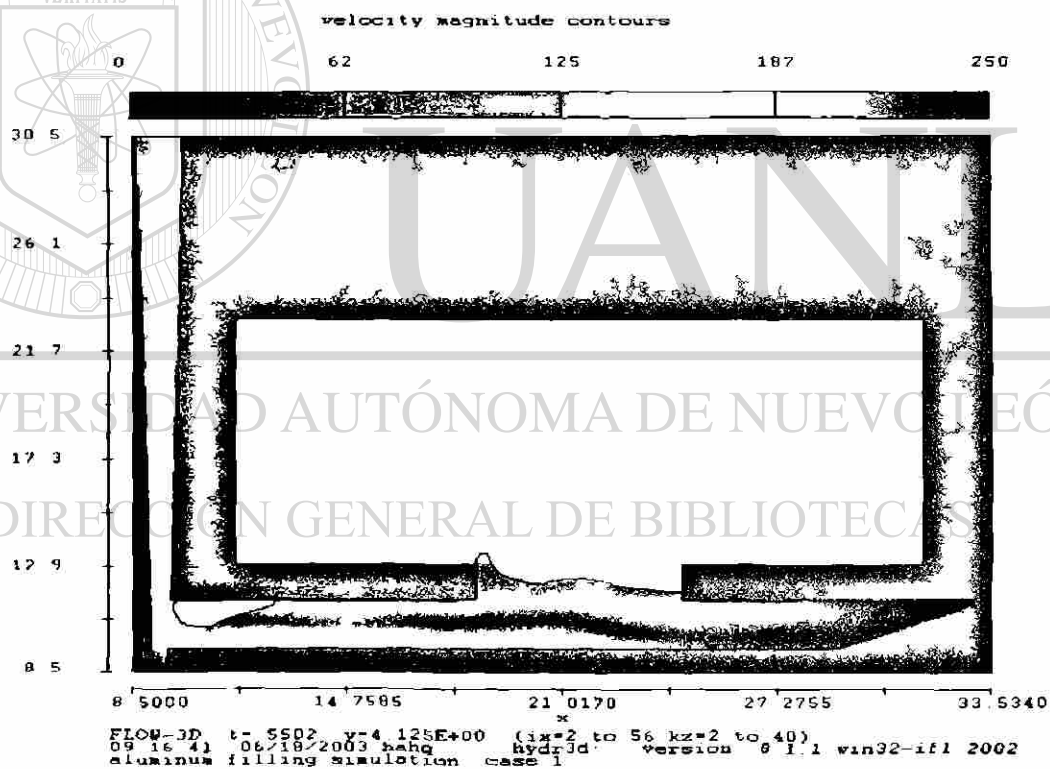 velocity magnitude contours
0 62 125 187 250
30 5
26 1
21 7
17 3
12 9
8 5
8 5000 14 7585 21 0170 27 2755 33.5340
x
FLOW-3D t= 5502 y=4.125E+00 (ix=2 to 56 kz=2 to 40)
09 16 41 06/18/2003 hahq hydr3d: version 8 1.1 win32-if1 2002
aluminum filling simulation case 1
UANL
UNIVERSIDAD AUTÓNOMA DE NUEVO LEÓN
DIRECCIÓN GENERAL DE BIBLIOTECAS